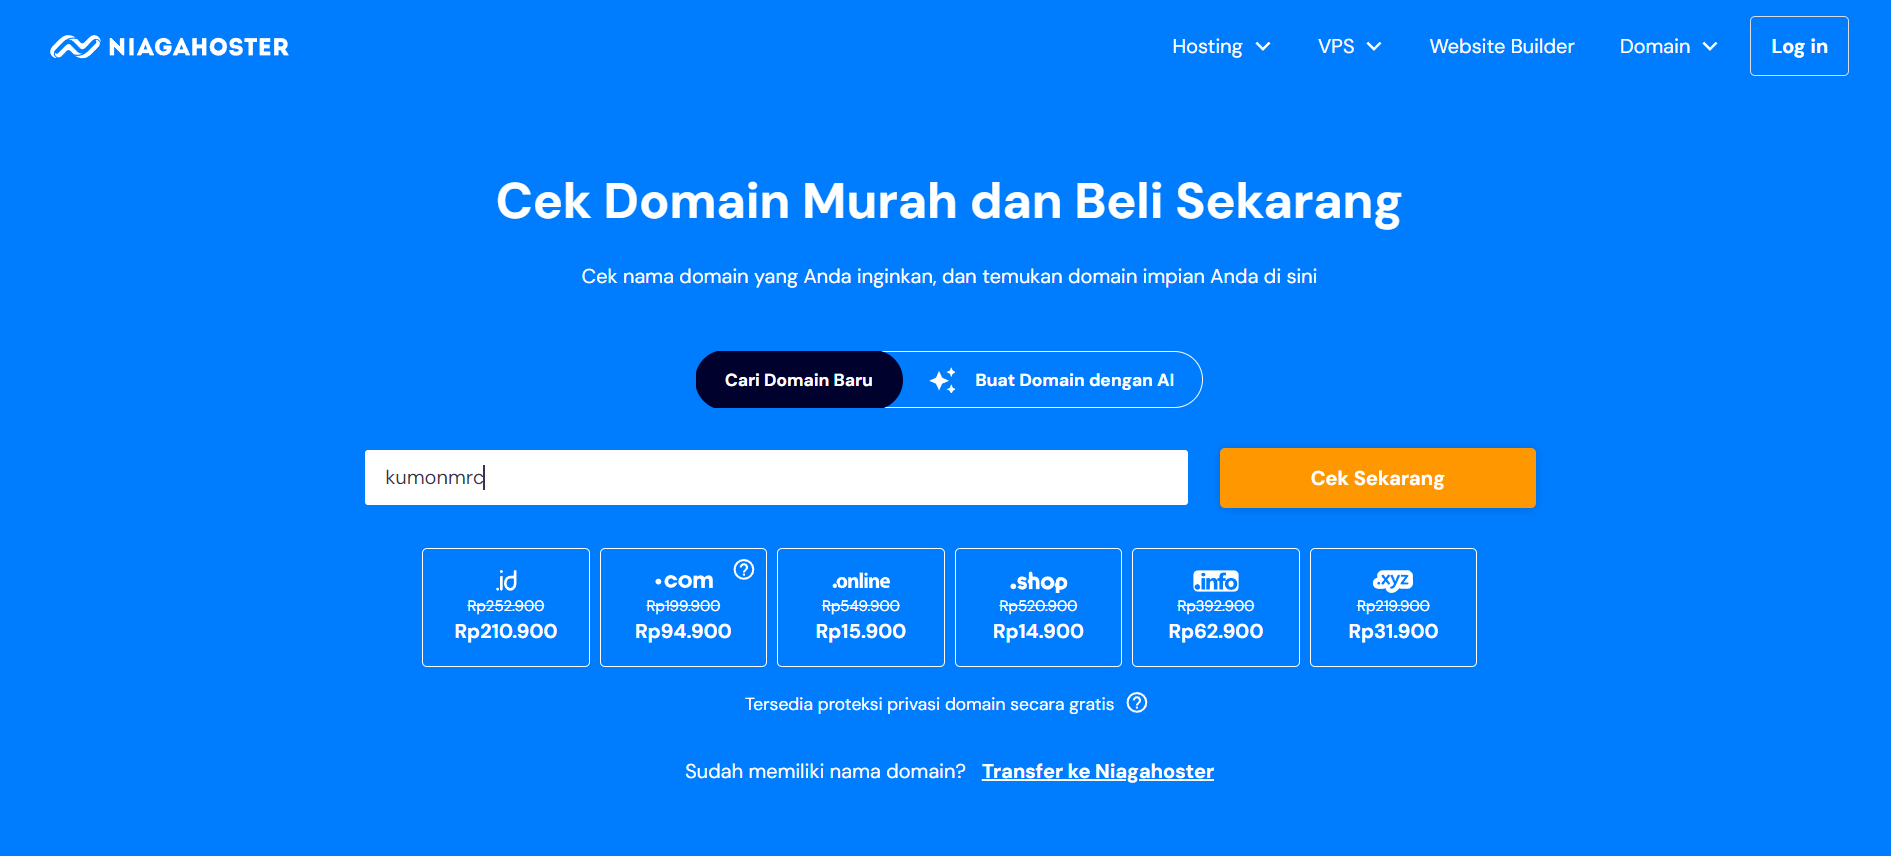 NIAGAHOSTER
Hosting VPS Website Builder Domain Log in
Cek Domain Murah dan Beli Sekarang
Cek nama domain yang Anda inginkan, dan temukan domain impian Anda di sini
Cari Domain Baru Buat Domain dengan AI
kumonmrc Cek Sekarang
.id .com .online .shop .info .xyz
Rp252.900 Rp199.900 Rp549.900 Rp520.900 Rp392.900 Rp219.900
Rp210.900 Rp94.900 Rp15.900 Rp14.900 Rp62.900 Rp31.900
Tersedia proteksi privasi domain secara gratis
Sudah memiliki nama domain? Transfer ke Niagahoster